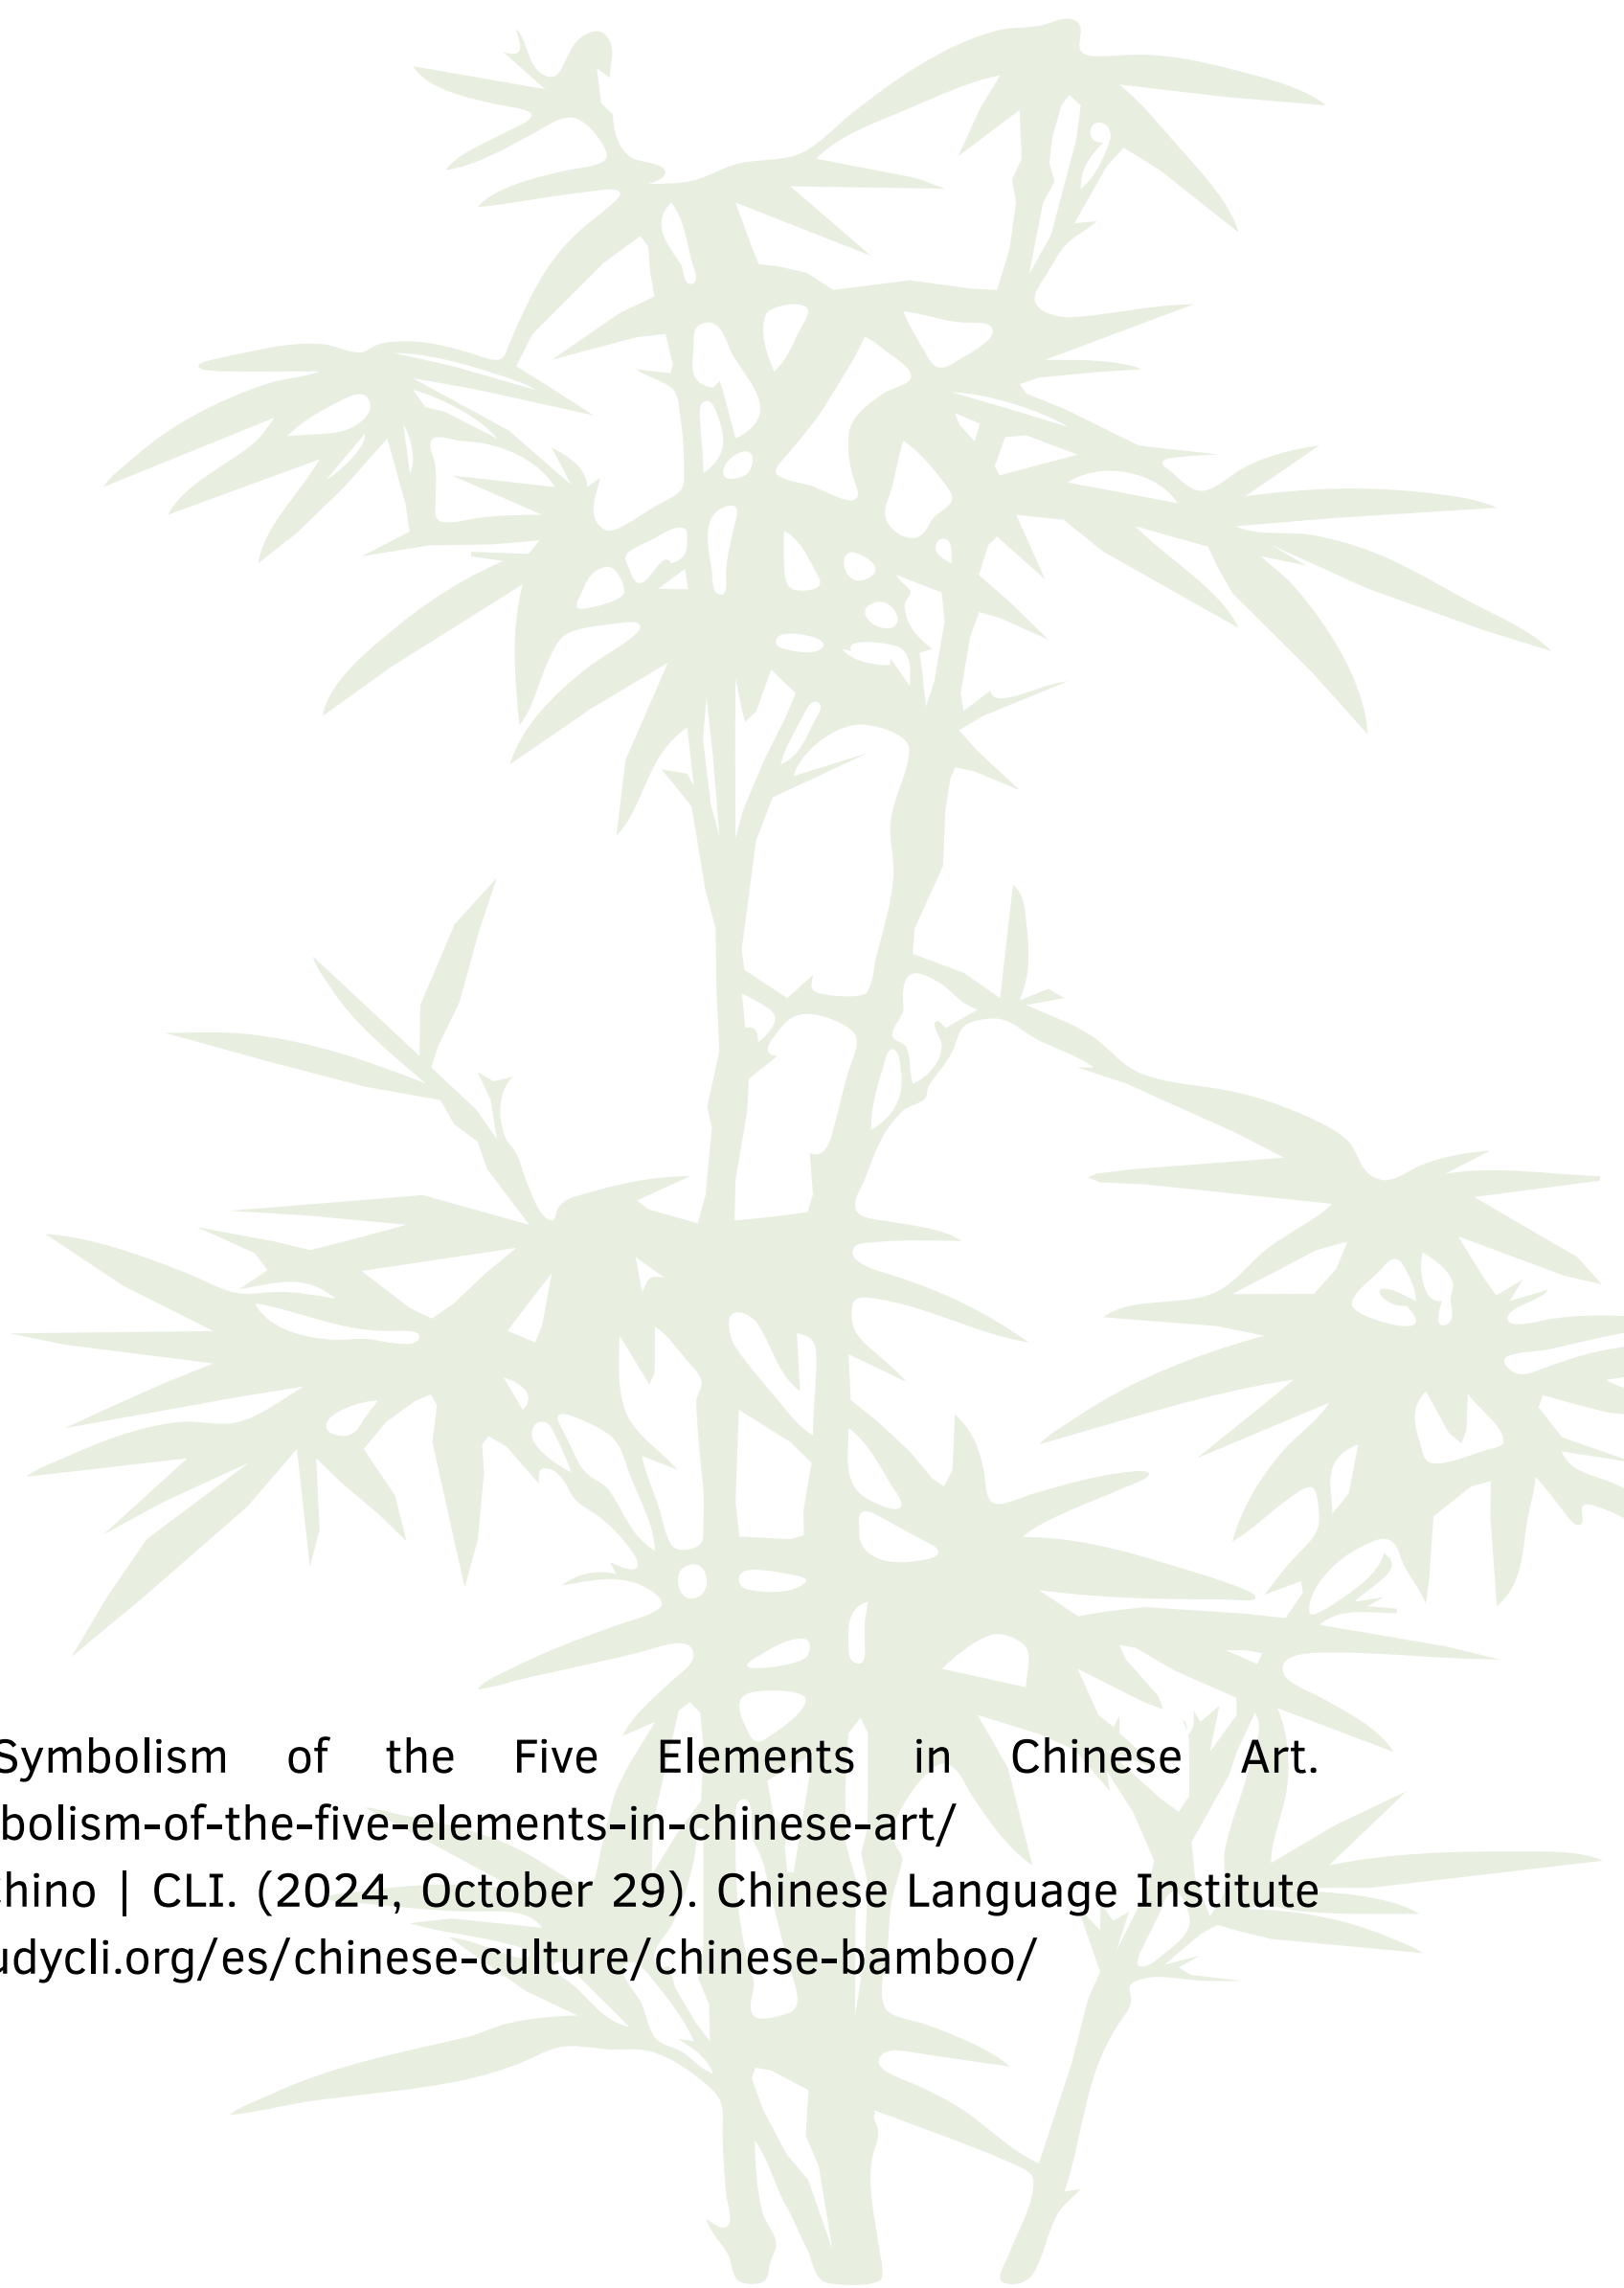 Symbolism of the Five Elements in Chinese Art.
bolism-of-the-five-elements-in-chinese-art/
hino | CLI. (2024, October 29). Chinese Language Institute
udycli.org/es/chinese-culture/chinese-bamboo/